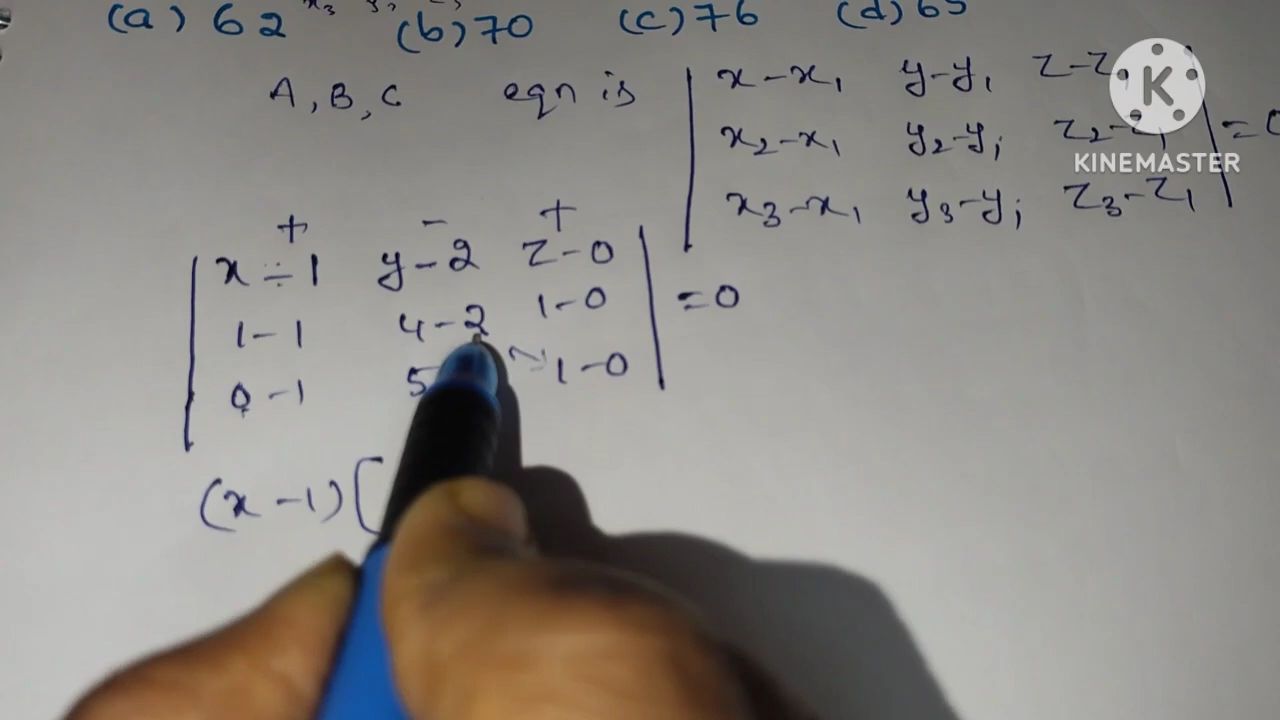 (a) 62 (b) 70 (c) 76 (d) 65
A, B, C eqn is | x-x₁ y-y₁ z-z₁ |
| x₂-x₁ y₂-y₁ z₂-z₁ | = 0
| x₃-x₁ y₃-y₁ z₃-z₁ |
K
KINEMASTER
+ - +
| x-1 y-2 z-0 |
| 1-1 4-2 1-0 | = 0
| 0-1 5 1-0 |
(x-1)[